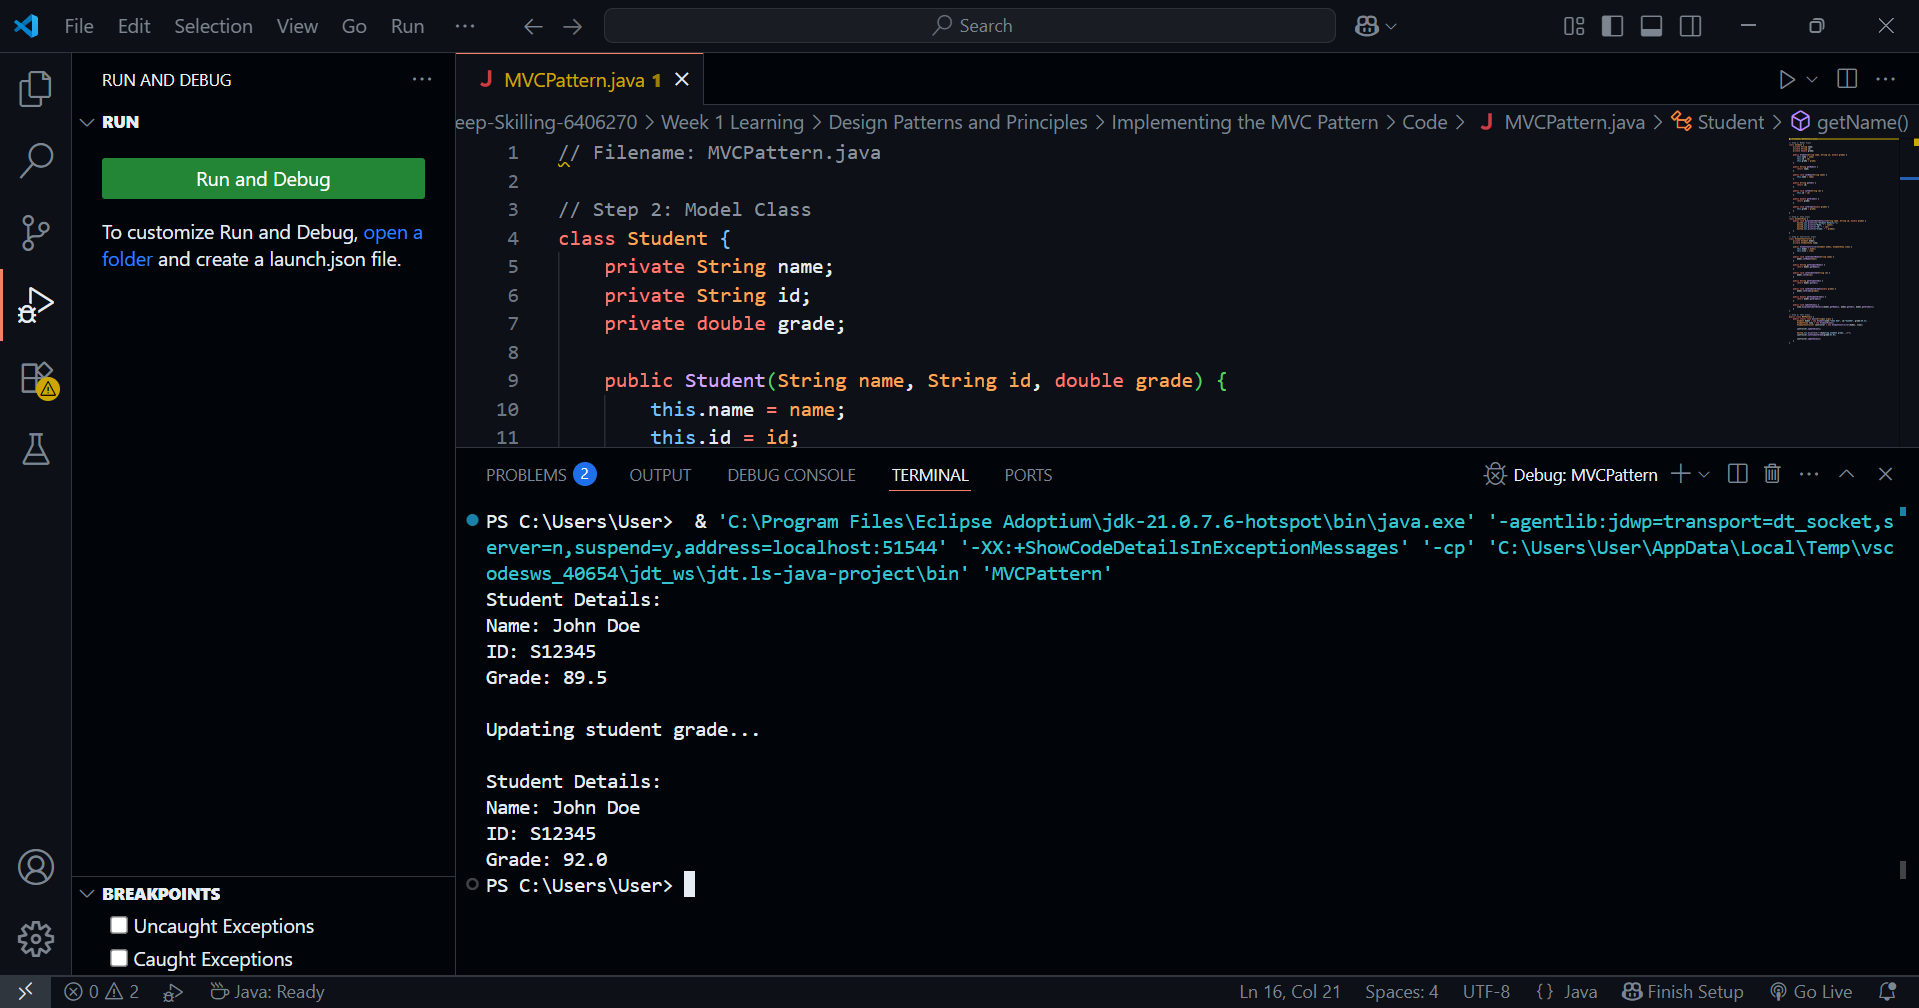 File Edit Selection View Go Run ··· Search
RUN AND DEBUG ···
RUN
Run and Debug
To customize Run and Debug, open a
folder and create a launch.json file.
BREAKPOINTS
Uncaught Exceptions
Caught Exceptions
J MVCPattern.java 1
eep-Skilling-6406270 > Week 1 Learning > Design Patterns and Principles > Implementing the MVC Pattern > Code > J MVCPattern.java > Student > getName()
1 // Filename: MVCPattern.java
2
3 // Step 2: Model Class
4 class Student {
5 private String name;
6 private String id;
7 private double grade;
8
9 public Student(String name, String id, double grade) {
10 this.name = name;
11 this.id = id;
PROBLEMS 2 OUTPUT DEBUG CONSOLE TERMINAL PORTS Debug: MVCPattern
PS C:\Users\User>  & 'C:\Program Files\Eclipse Adoptium\jdk-21.0.7.6-hotspot\bin\java.exe' '-agentlib:jdwp=transport=dt_socket,s
erver=n,suspend=y,address=localhost:51544' '-XX:+ShowCodeDetailsInExceptionMessages' '-cp' 'C:\Users\User\AppData\Local\Temp\vsc
odesws_40654\jdt_ws\jdt.ls-java-project\bin' 'MVCPattern'
Student Details:
Name: John Doe
ID: S12345
Grade: 89.5
Updating student grade...
Student Details:
Name: John Doe
ID: S12345
Grade: 92.0
PS C:\Users\User>
0 2 Java: Ready Ln 16, Col 21 Spaces: 4 UTF-8 {} Java Finish Setup Go Live